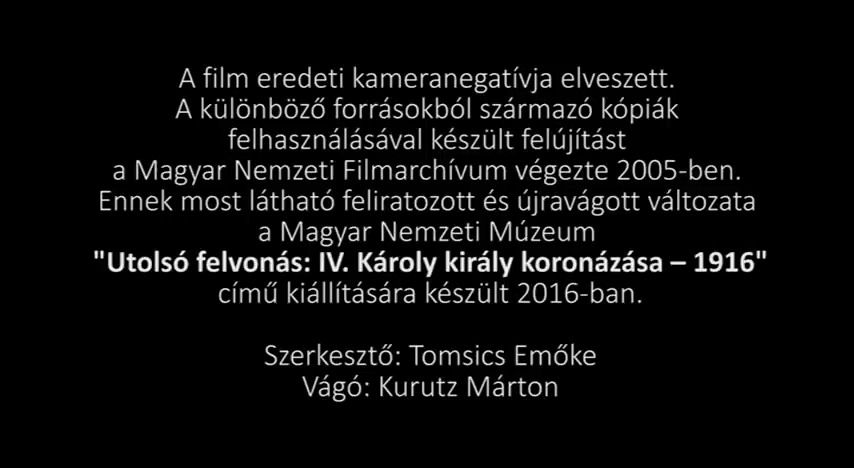 A film eredeti kameranegatívja elveszett.
A különböző forrásokból származó kópiák
felhasználásával készült felújítást
a Magyar Nemzeti Filmarchívum végezte 2005-ben.
Ennek most látható feliratozott és újravágott változata
a Magyar Nemzeti Múzeum
"Utolsó felvonás: IV. Károly király koronázása – 1916"
című kiállítására készült 2016-ban.
Szerkesztő: Tomsics Emőke
Vágó: Kurutz Márton